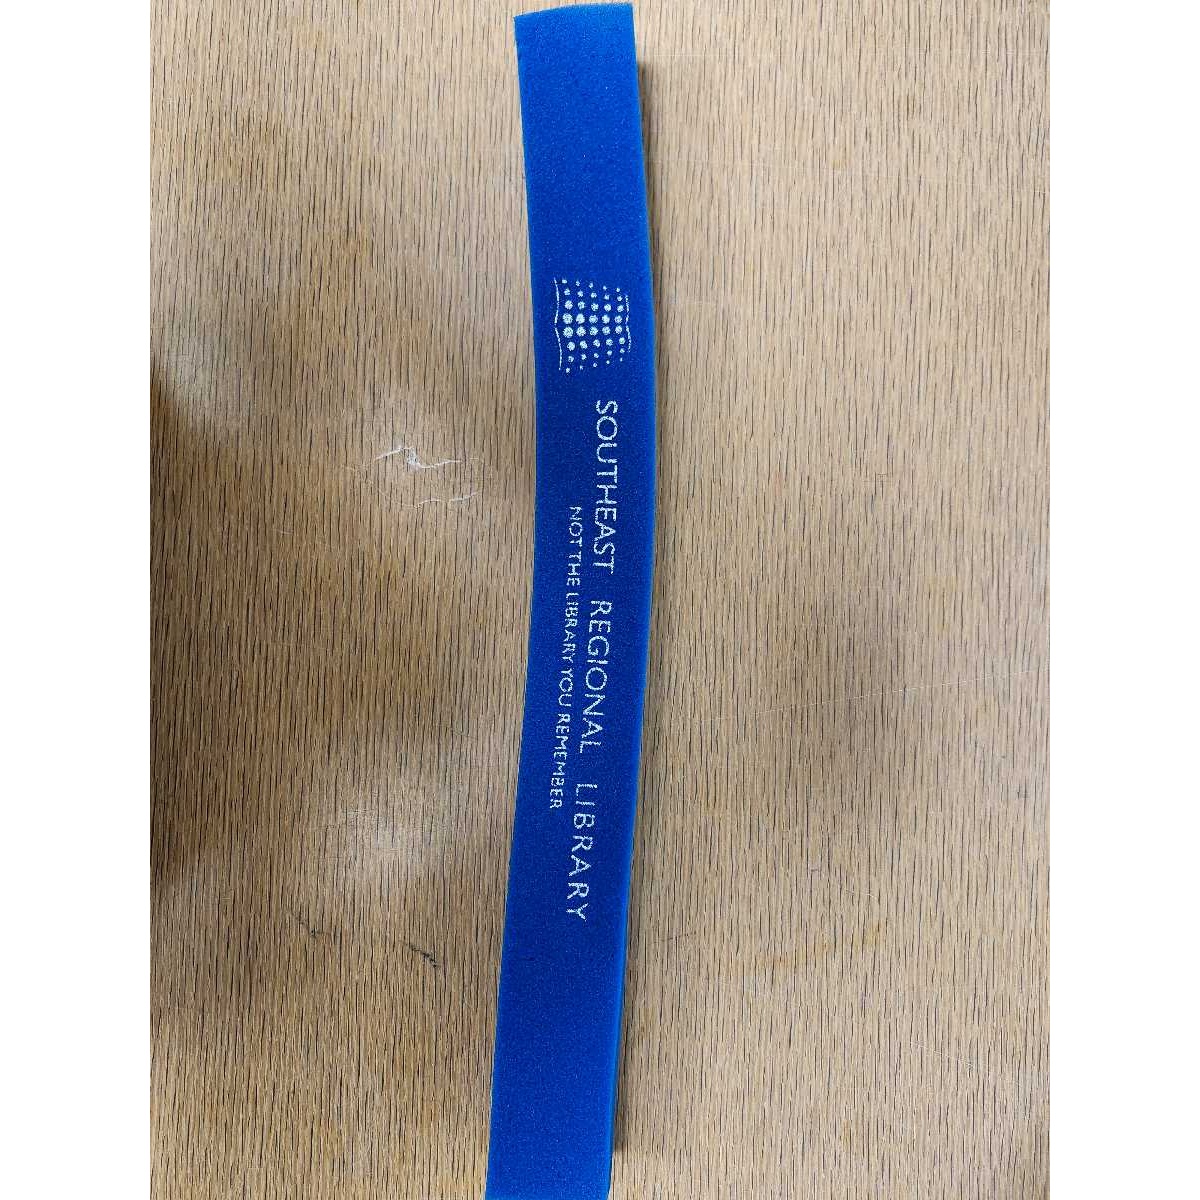 SOUTHEAST REGIONAL LIBRARY
NOT THE LIBRARY YOU REMEMBER